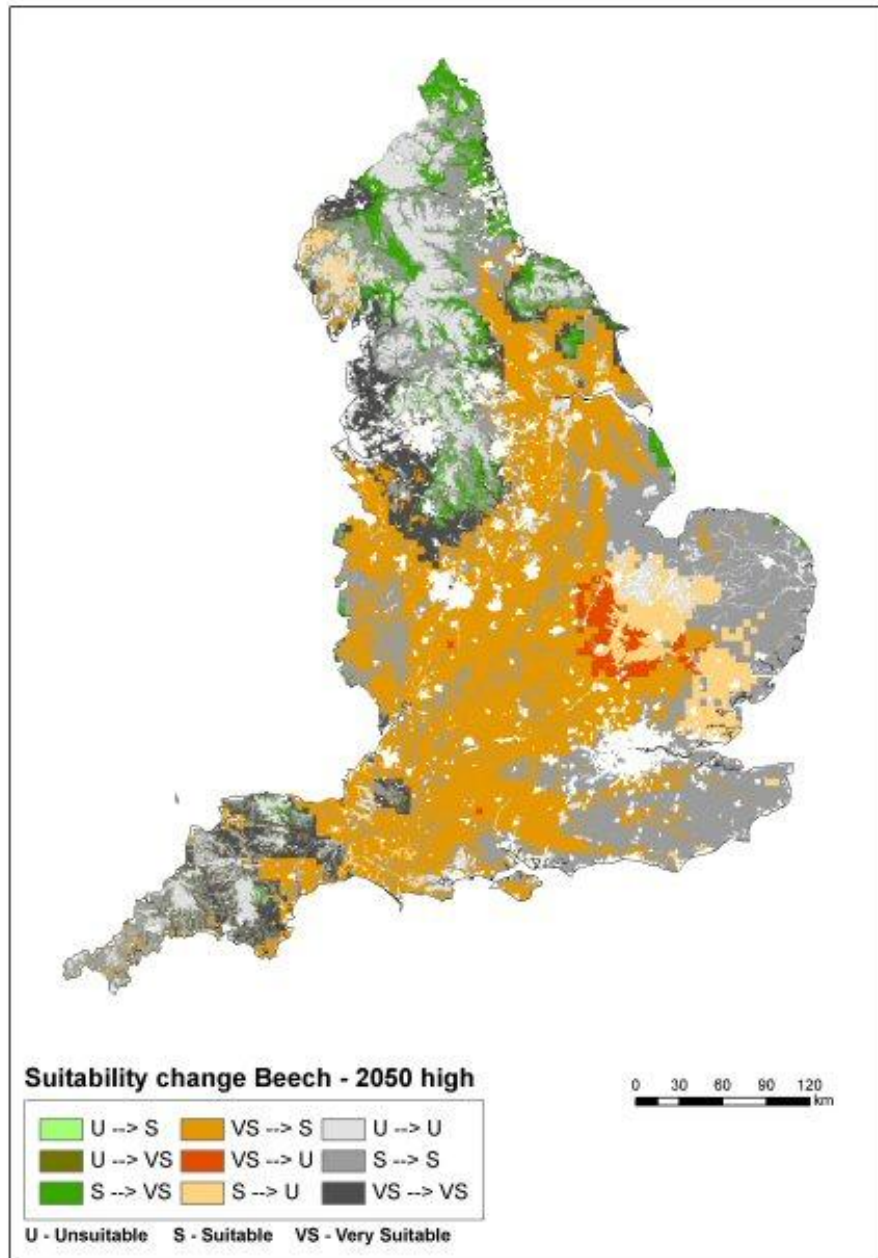 Suitability change Beech - 2050 high
U --> S VS --> S U --> U
U --> VS VS --> U S --> S
S --> VS S --> U VS --> VS
U - Unsuitable S - Suitable VS - Very Suitable
0 30 60 90 120
km